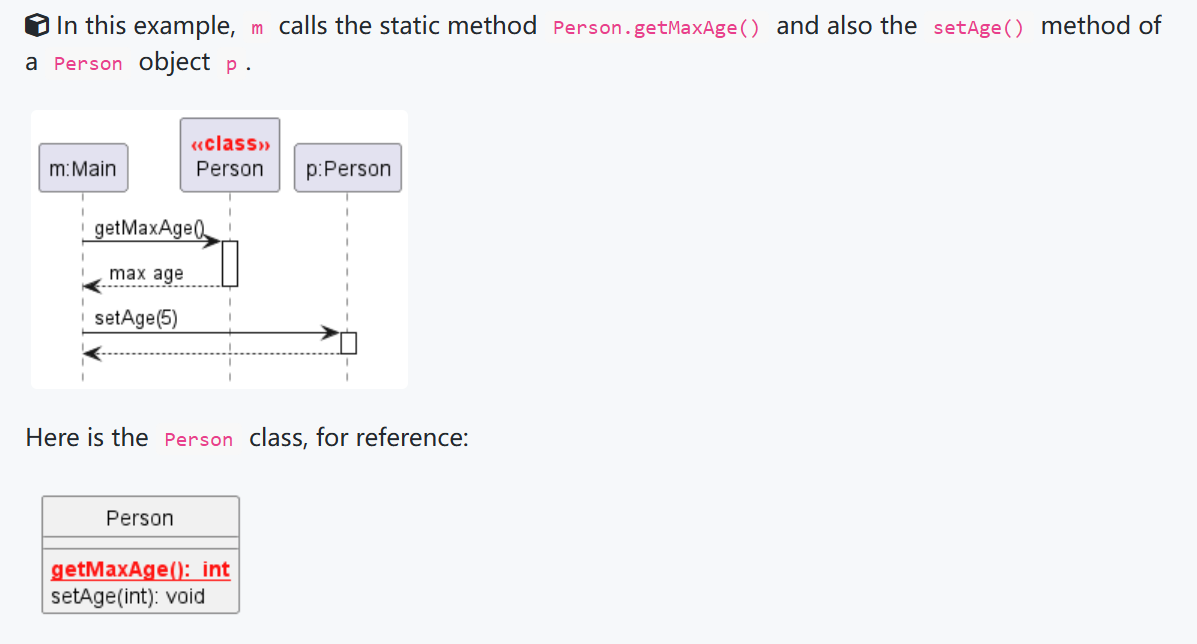 In this example, m calls the static method Person.getMaxAge() and also the setAge() method of
a Person object p.
«class»
m:Main Person p:Person
getMaxAge()
max age
setAge(5)
Here is the Person class, for reference:
Person
getMaxAge(): int
setAge(int): void